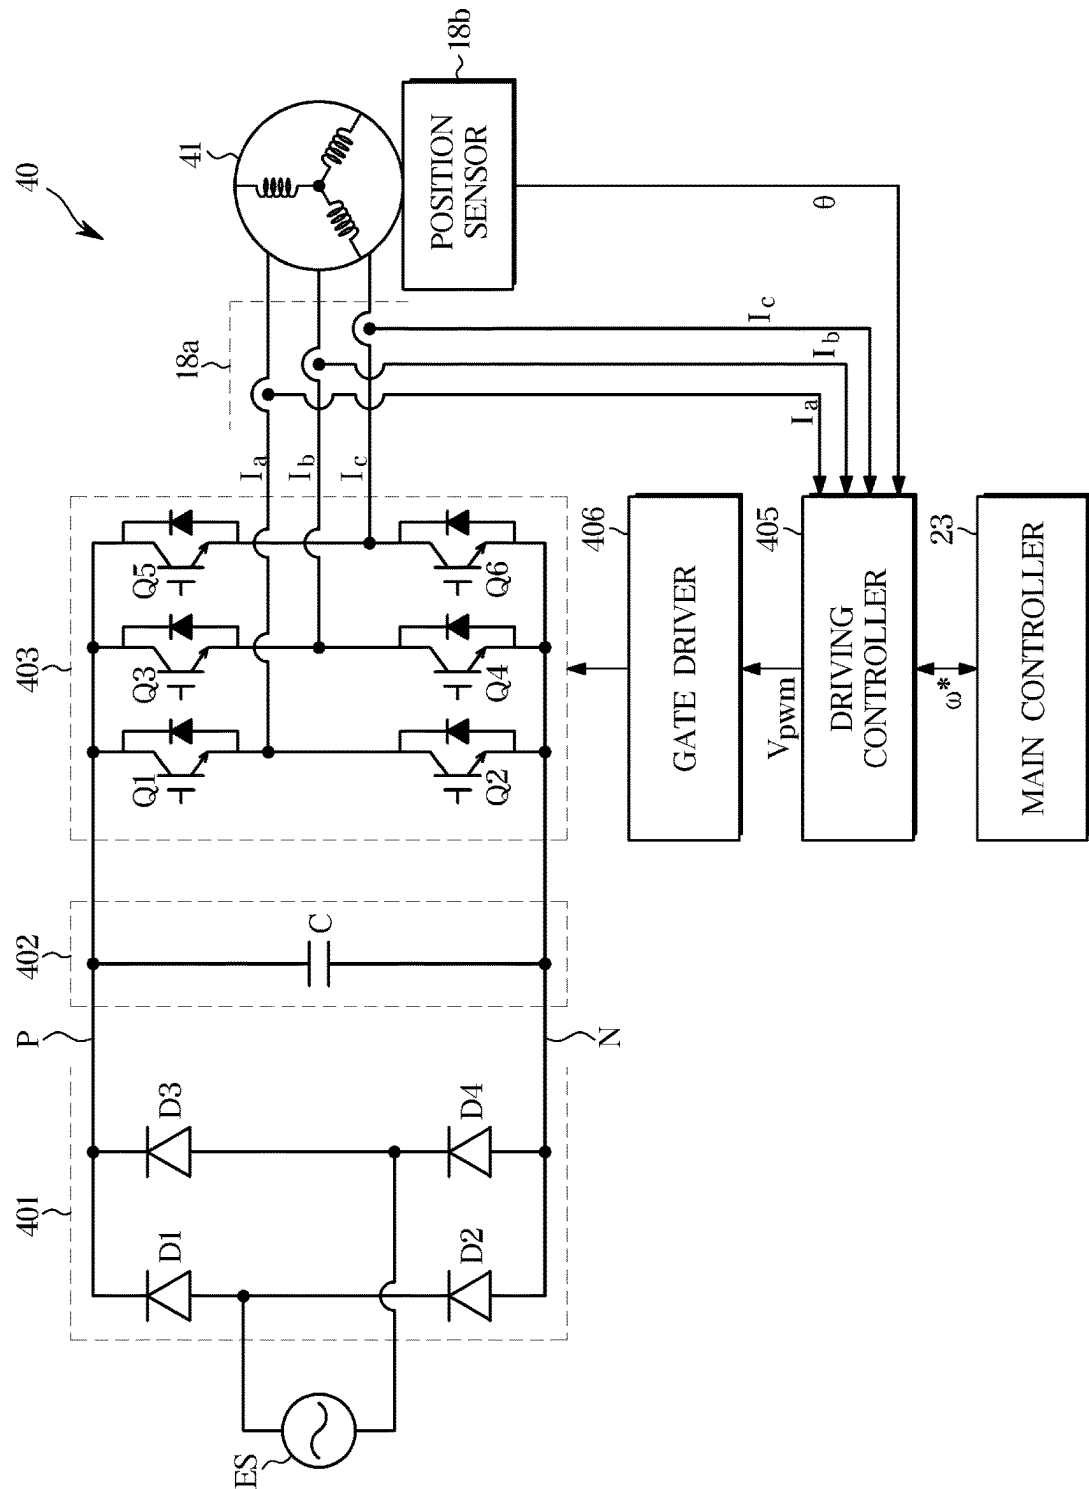 40
401
P
402
403
18a
41
D1
D3
C
Q1
Q3
Q5
Ia
Ib
Ic
ES
D2
D4
N
Q2
Q4
Q6
POSITION
SENSOR
18b
GATE DRIVER
406
Vpwm
Ia
Ib
Ic
θ
DRIVING
CONTROLLER
405
ω*
MAIN CONTROLLER
23